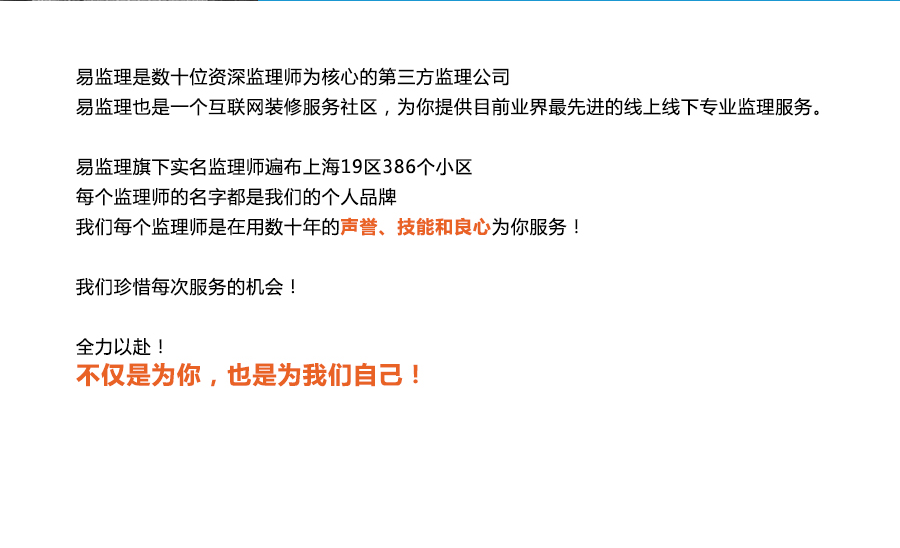 易监理是数十位资深监理师为核心的第三方监理公司
易监理也是一个互联网装修服务社区，为你提供目前业界最先进的线上线下专业监理服务。
易监理旗下实名监理师遍布上海19区386个小区
每个监理师的名字都是我们的个人品牌
我们每个监理师是在用数十年的声誉、技能和良心为你服务！
我们珍惜每次服务的机会！
全力以赴！
不仅是为你，也是为我们自己！